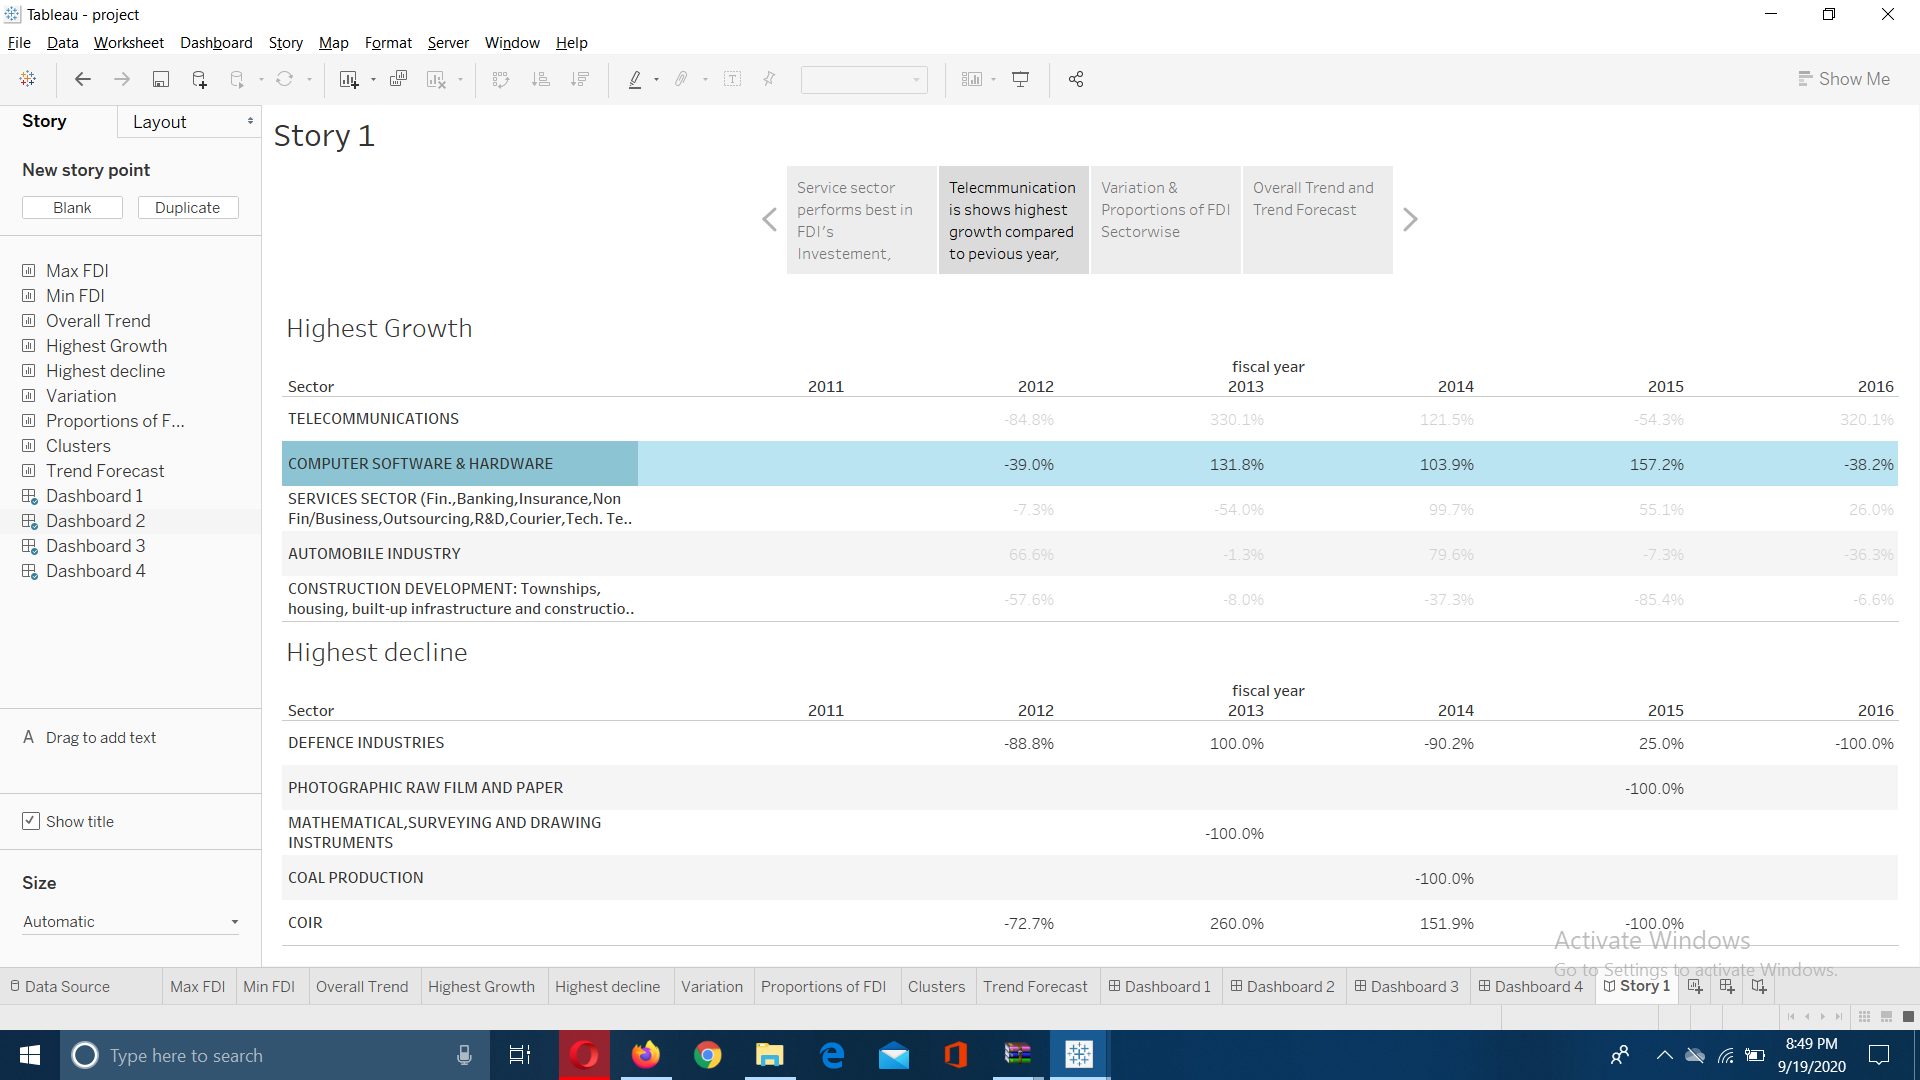 Tableau - project
File Data Worksheet Dashboard Story Map Format Server Window Help
Show Me
Story
Layout
New story point
Blank
Duplicate
Max FDI
Min FDI
Overall Trend
Highest Growth
Highest decline
Variation
Proportions of F...
Clusters
Trend Forecast
Dashboard 1
Dashboard 2
Dashboard 3
Dashboard 4
A Drag to add text
Show title
Size
Automatic
Story 1
Service sector
performs best in
FDI's
Investement,
Telecmmunication
is shows highest
growth compared
to pevious year,
Variation &
Proportions of FDI
Sectorwise
Overall Trend and
Trend Forecast
Highest Growth
fiscal year
Sector 2011 2012 2013 2014 2015 2016
TELECOMMUNICATIONS -84.8% 330.1% 121.5% -54.3% 320.1%
COMPUTER SOFTWARE & HARDWARE -39.0% 131.8% 103.9% 157.2% -38.2%
SERVICES SECTOR (Fin.,Banking,Insurance,Non
Fin/Business,Outsourcing,R&D,Courier,Tech. Te.. -7.3% -54.0% 99.7% 55.1% 26.0%
AUTOMOBILE INDUSTRY 66.6% -1.3% 79.6% -7.3% -36.3%
CONSTRUCTION DEVELOPMENT: Townships,
housing, built-up infrastructure and constructio.. -57.6% -8.0% -37.3% -85.4% -6.6%
Highest decline
fiscal year
Sector 2011 2012 2013 2014 2015 2016
DEFENCE INDUSTRIES -88.8% 100.0% -90.2% 25.0% -100.0%
PHOTOGRAPHIC RAW FILM AND PAPER -100.0%
MATHEMATICAL,SURVEYING AND DRAWING
INSTRUMENTS -100.0%
COAL PRODUCTION -100.0%
COIR -72.7% 260.0% 151.9% -100.0%
Activate Windows
Go to Settings to activate Windows.
Data Source Max FDI Min FDI Overall Trend Highest Growth Highest decline Variation Proportions of FDI Clusters Trend Forecast Dashboard 1 Dashboard 2 Dashboard 3 Dashboard 4 Story 1
Type here to search
8:49 PM
9/19/2020